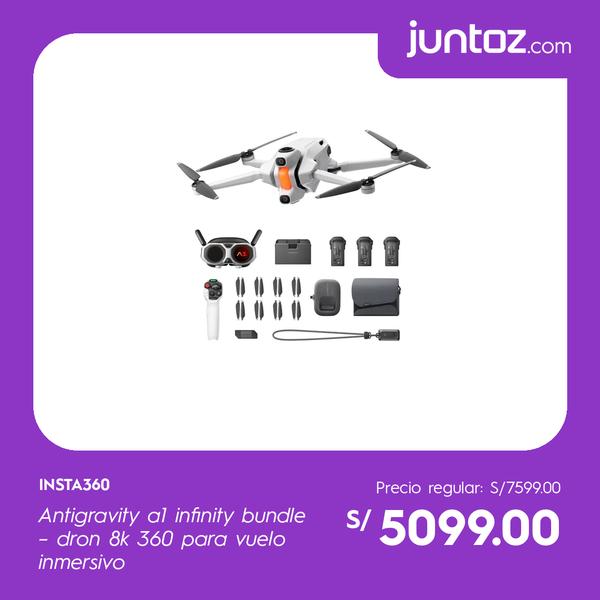 juntoz.com
INSTA360
Antigravity a1 infinity bundle
– dron 8k 360 para vuelo
inmersivo
Precio regular: S/7599.00
S/ 5099.00